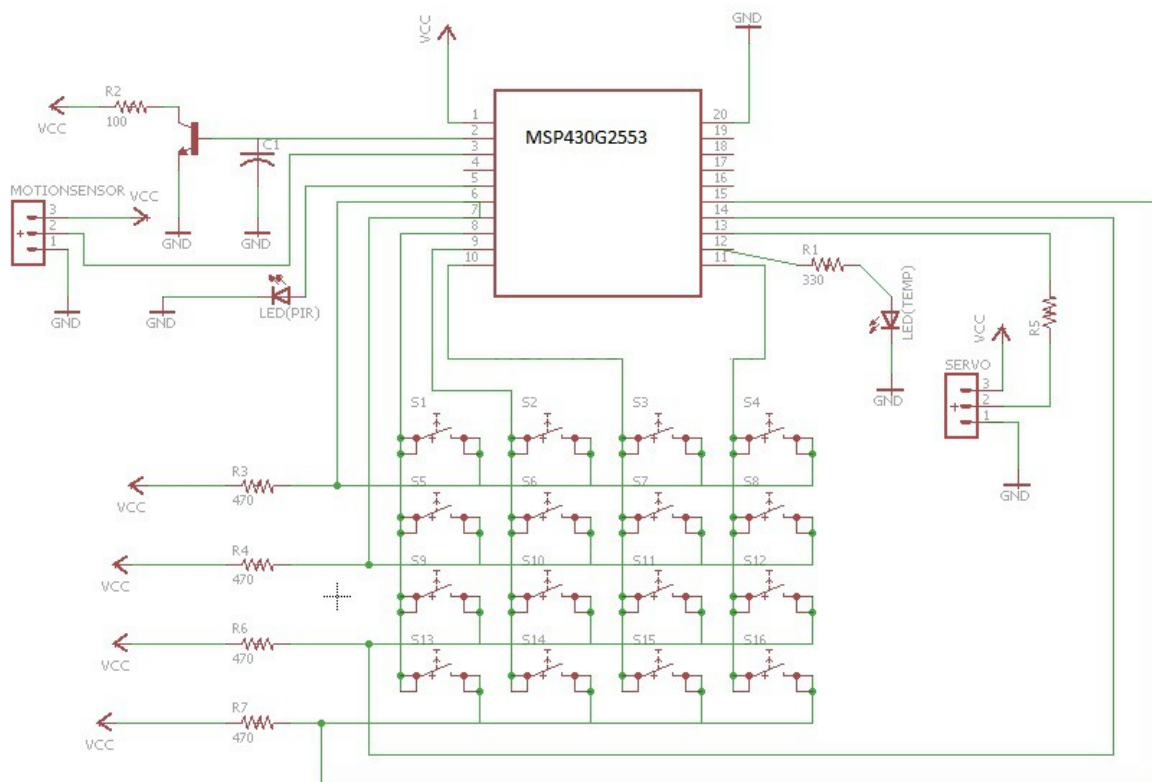 VCC
GND
R2
100
VCC
C1
MSP430G2553
1
2
3
4
5
6
7
8
9
10
20
19
18
17
16
15
14
13
12
11
MOTIONSENSOR
VCC
3
2
1
GND
GND
GND
GND
LED(PIR)
R1
330
LED(TEMP)
GND
R5
VCC
SERVO
3
2
1
GND
S1
S2
S3
S4
R3
470
VCC
S5
S6
S7
S8
R4
470
VCC
S9
S10
S11
S12
R6
470
VCC
S13
S14
S15
S16
R7
470
VCC